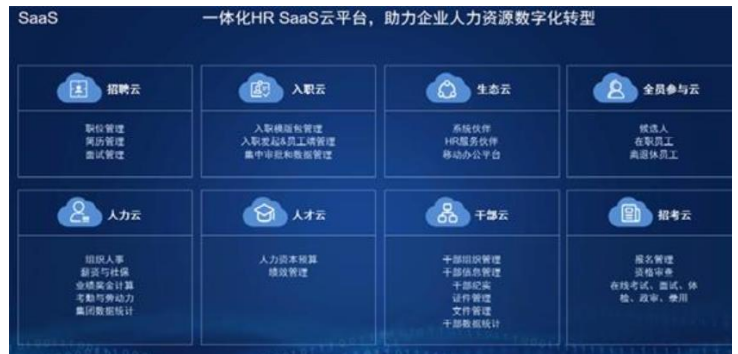 SaaS
一体化HR SaaS云平台，助力企业人力资源数字化转型
招聘云
职位管理
简历管理
面试管理
入职云
入职模版包管理
入职发起&员工端管理
集中审批和数据管理
生态云
系统伙伴
HR服务伙伴
移动办公平台
全员参与云
候选人
在职员工
离退休员工
人力云
组织人事
薪资与社保
业绩奖金计算
考勤与劳动力
集团数据统计
人才云
人力资本预算
绩效管理
干部云
干部组织管理
干部信息管理
干部纪实
证件管理
文件管理
干部数据统计
招考云
报名管理
资格审查
在线考试、面试、体
检、政审、录用